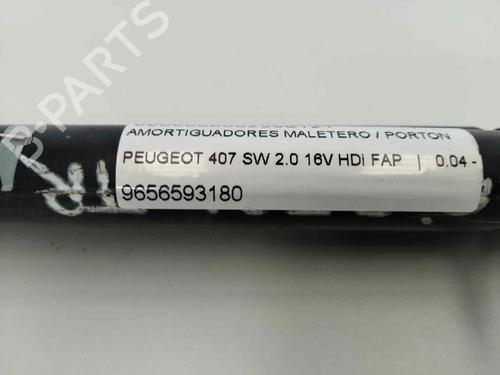 AMORTIGUADORES MALETERO / PORTON
PEUGEOT 407 SW 2.0 16V HDi FAP | 0.04 -
9656593180
B-PARTS